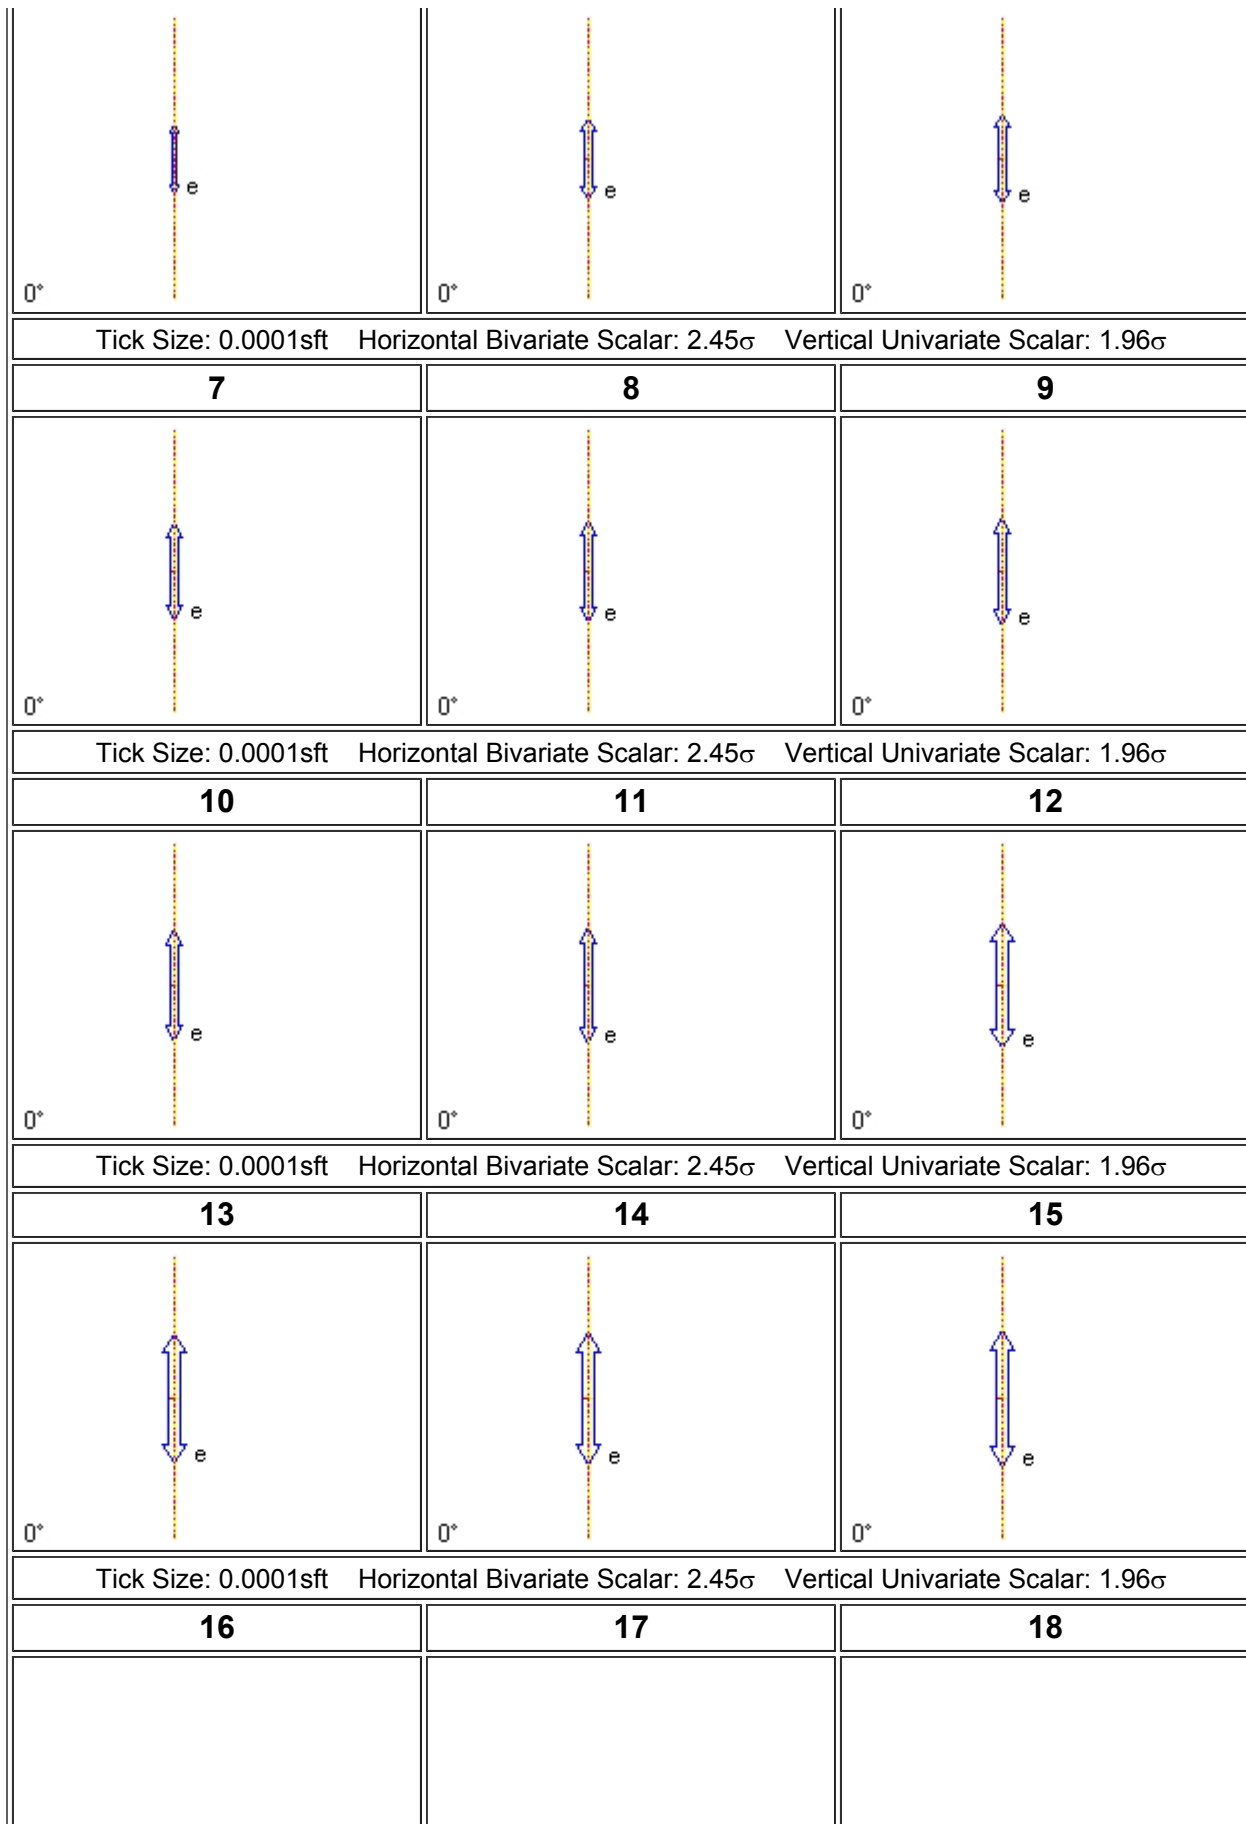 e e e
0° 0° 0°
Tick Size: 0.0001sft Horizontal Bivariate Scalar: 2.45σ Vertical Univariate Scalar: 1.96σ
7 8 9
e e e
0° 0° 0°
Tick Size: 0.0001sft Horizontal Bivariate Scalar: 2.45σ Vertical Univariate Scalar: 1.96σ
10 11 12
e e e
0° 0° 0°
Tick Size: 0.0001sft Horizontal Bivariate Scalar: 2.45σ Vertical Univariate Scalar: 1.96σ
13 14 15
e e e
0° 0° 0°
Tick Size: 0.0001sft Horizontal Bivariate Scalar: 2.45σ Vertical Univariate Scalar: 1.96σ
16 17 18